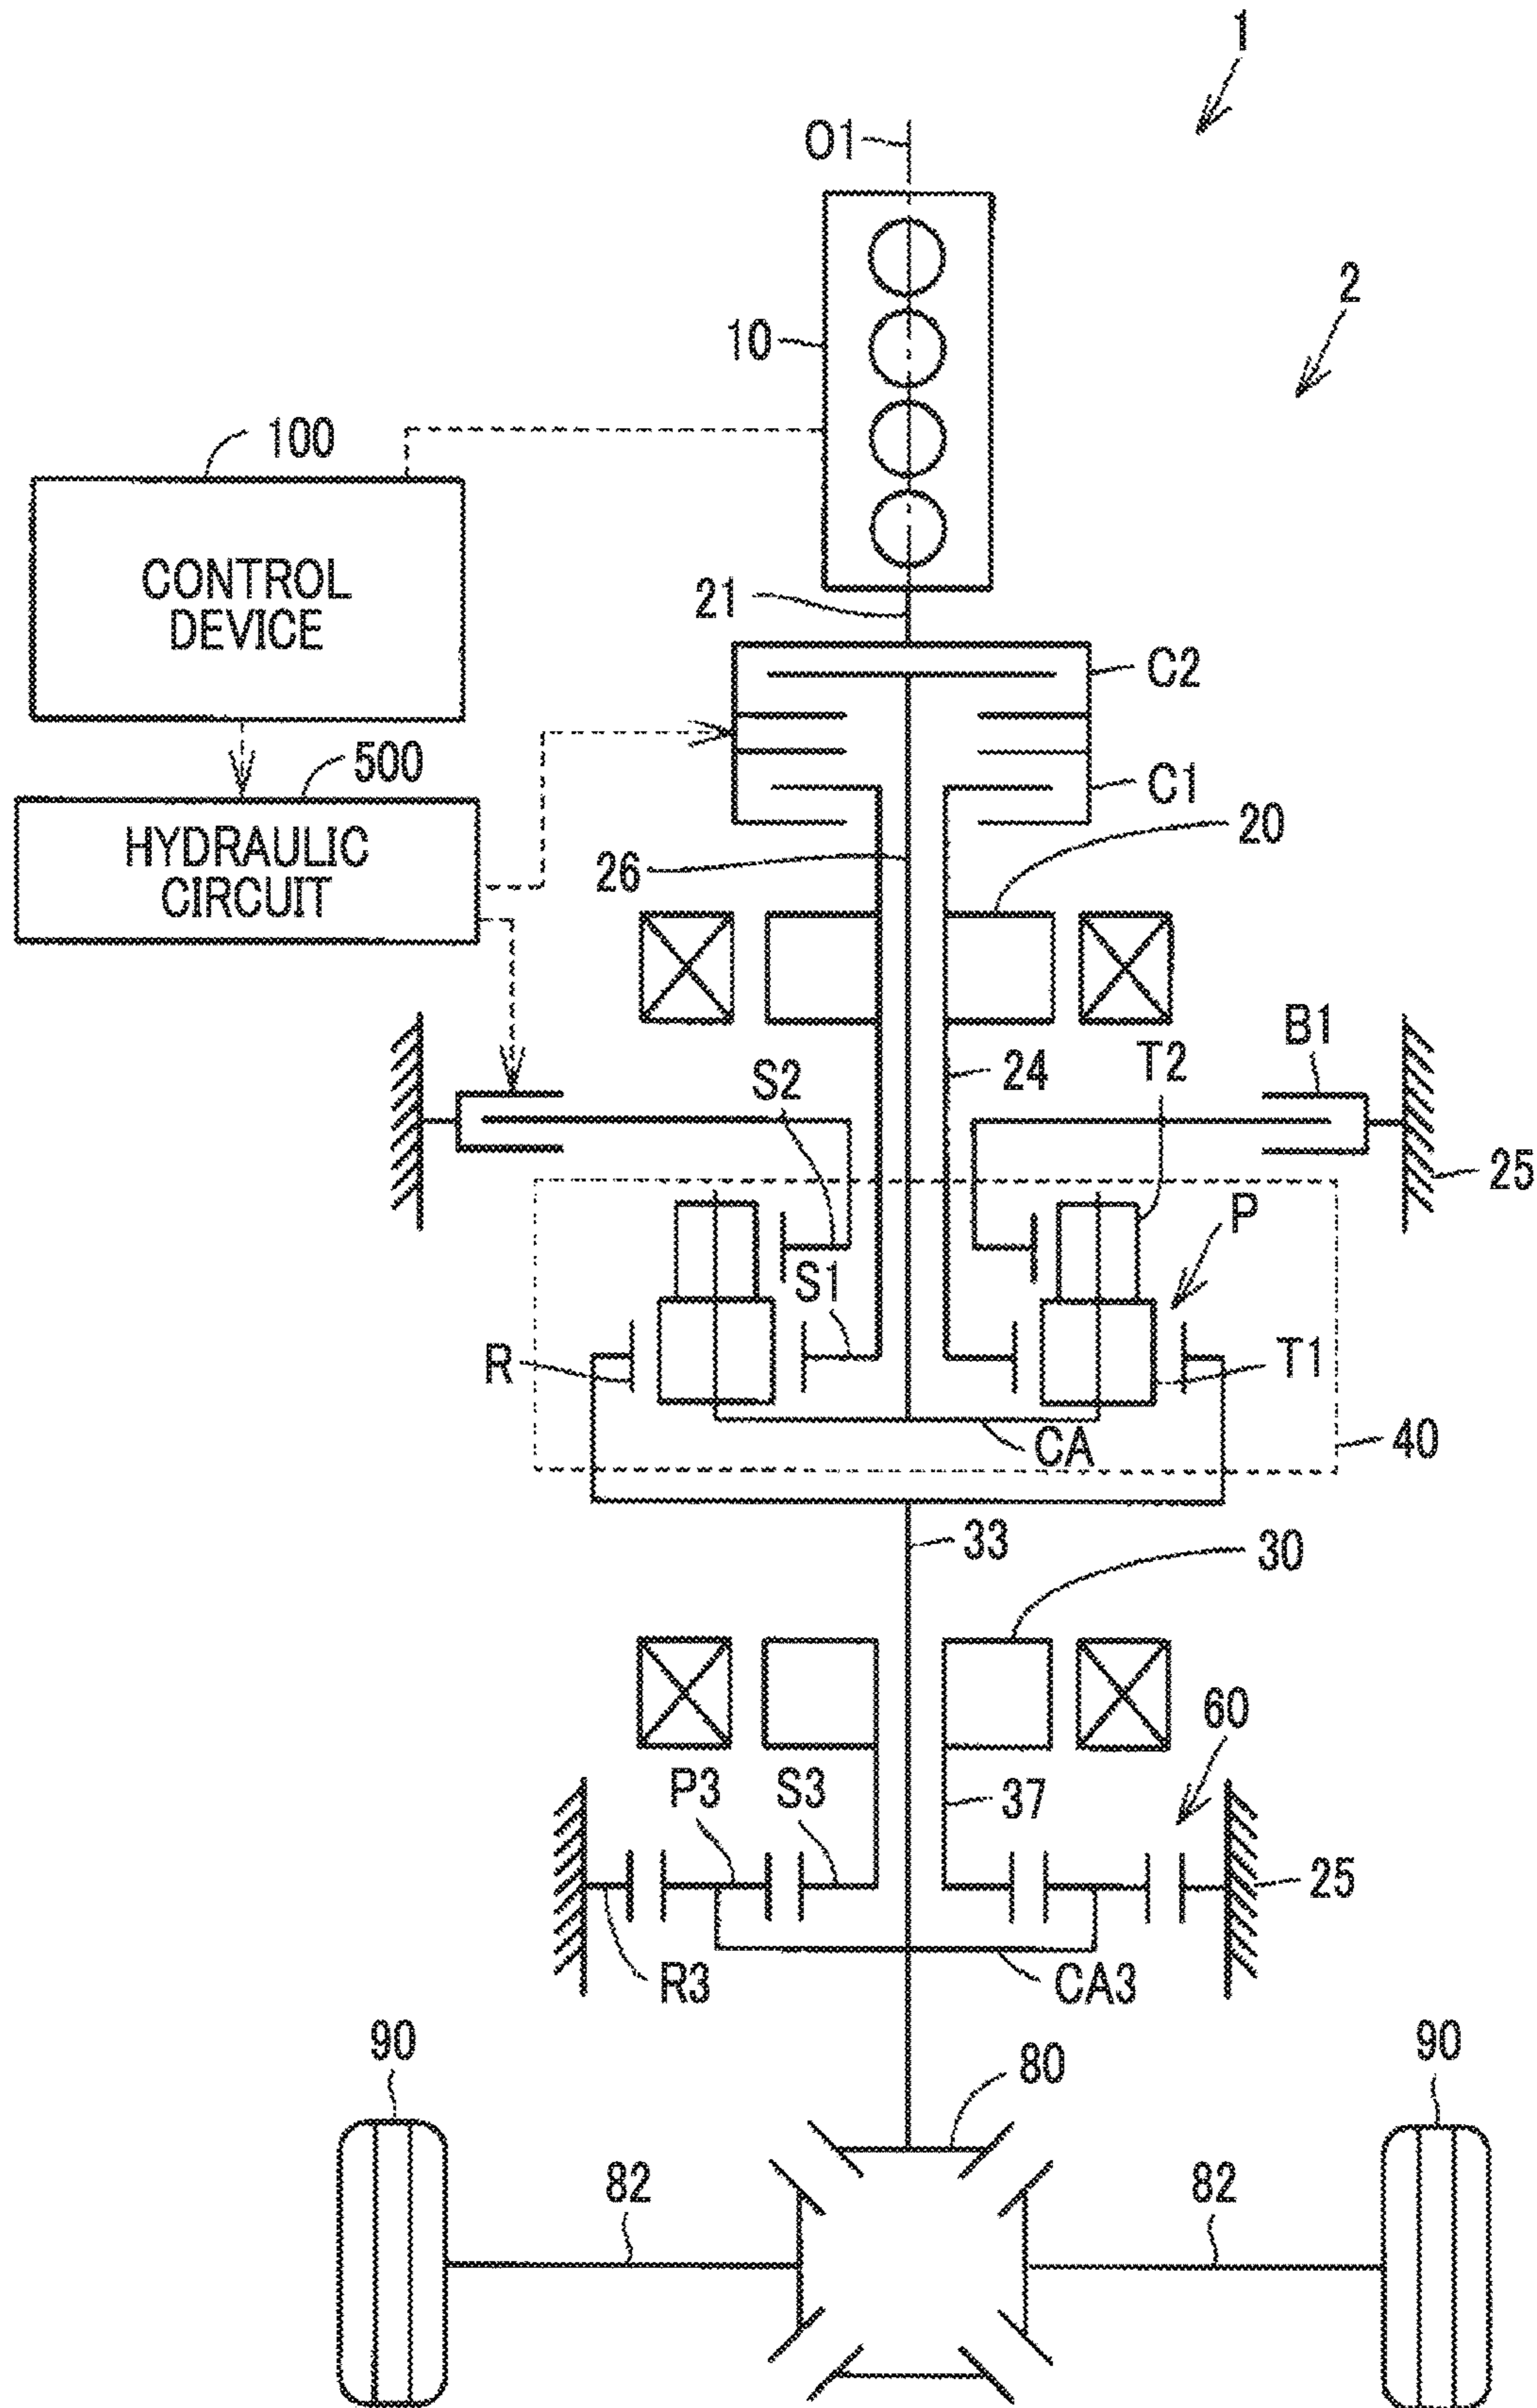 1
O1
2
10
100
CONTROL
DEVICE
21
C2
500
C1
HYDRAULIC
CIRCUIT
20
26
B1
T2
24
S2
25
P
S1
R
T1
CA
40
33
30
60
P3
S3
37
25
R3
CA3
90
80
90
82
82